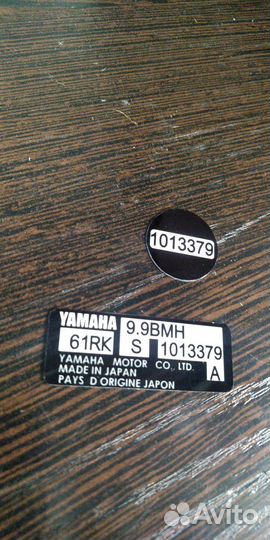 1013379
YAMAHA 9.9BMH
61RK S 1013379
YAMAHA MOTOR CO., LTD.
MADE IN JAPAN A
PAYS D ORIGINE JAPON
Avito